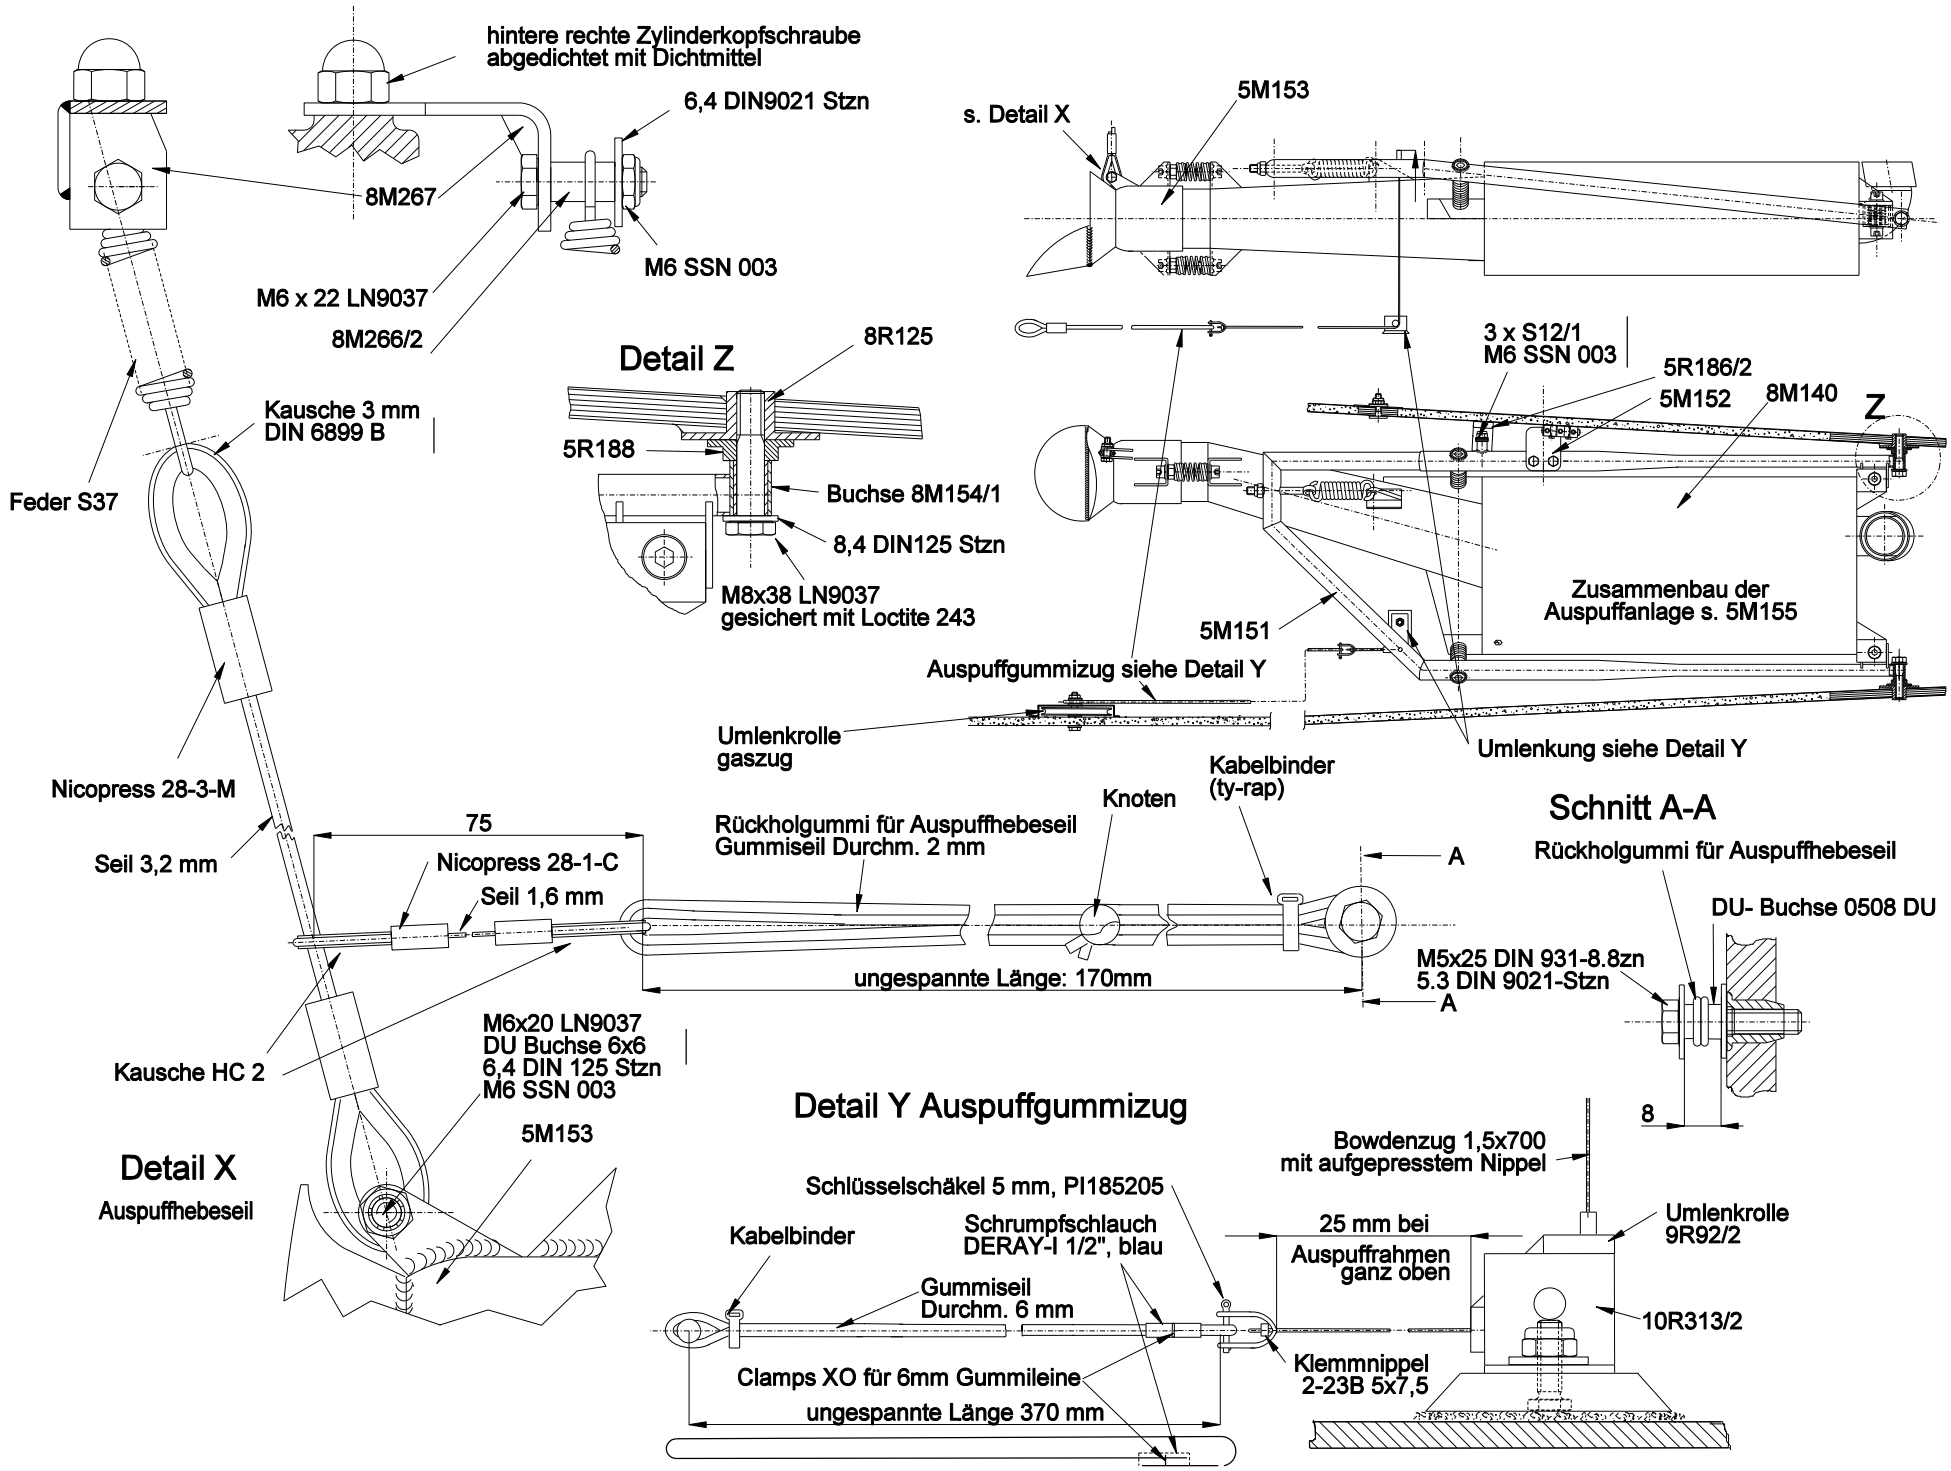 hintere rechte Zylinderkopfschraube
abgedichtet mit Dichtmittel
6,4 DIN9021 Stzn
8M267
M6 SSN 003
M6 x 22 LN9037
8M266/2
Feder S37
Kausche 3 mm
DIN 6899 B
Nicopress 28-3-M
Seil 3,2 mm
Detail Z
8R125
5R188
Buchse 8M154/1
8,4 DIN125 Stzn
M8x38 LN9037
gesichert mit Loctite 243
s. Detail X
5M153
3 x S12/1
M6 SSN 003
5R186/2
5M152
8M140
Z
Zusammenbau der
Auspuffanlage s. 5M155
5M151
Auspuffgummizug siehe Detail Y
Umlenkrolle
gaszug
Umlenkung siehe Detail Y
75
Nicopress 28-1-C
Seil 1,6 mm
Rückholgummi für Auspuffhebeseil
Gummiseil Durchm. 2 mm
Knoten
Kabelbinder
(ty-rap)
A
ungespannte Länge: 170mm
A
Schnitt A-A
Rückholgummi für Auspuffhebeseil
DU- Buchse 0508 DU
M5x25 DIN 931-8.8zn
5.3 DIN 9021-Stzn
8
Kausche HC 2
M6x20 LN9037
DU Buchse 6x6
6,4 DIN 125 Stzn
M6 SSN 003
5M153
Detail X
Auspuffhebeseil
Detail Y Auspuffgummizug
Schlüsselschäkel 5 mm, PI185205
Kabelbinder
Schrumpfschlauch
DERAY-I 1/2", blau
Gummiseil
Durchm. 6 mm
Clamps XO für 6mm Gummileine
ungespannte Länge 370 mm
25 mm bei
Auspuffrahmen
ganz oben
Klemmnippel
2-23B 5x7,5
Bowdenzug 1,5x700
mit aufgepresstem Nippel
Umlenkrolle
9R92/2
10R313/2